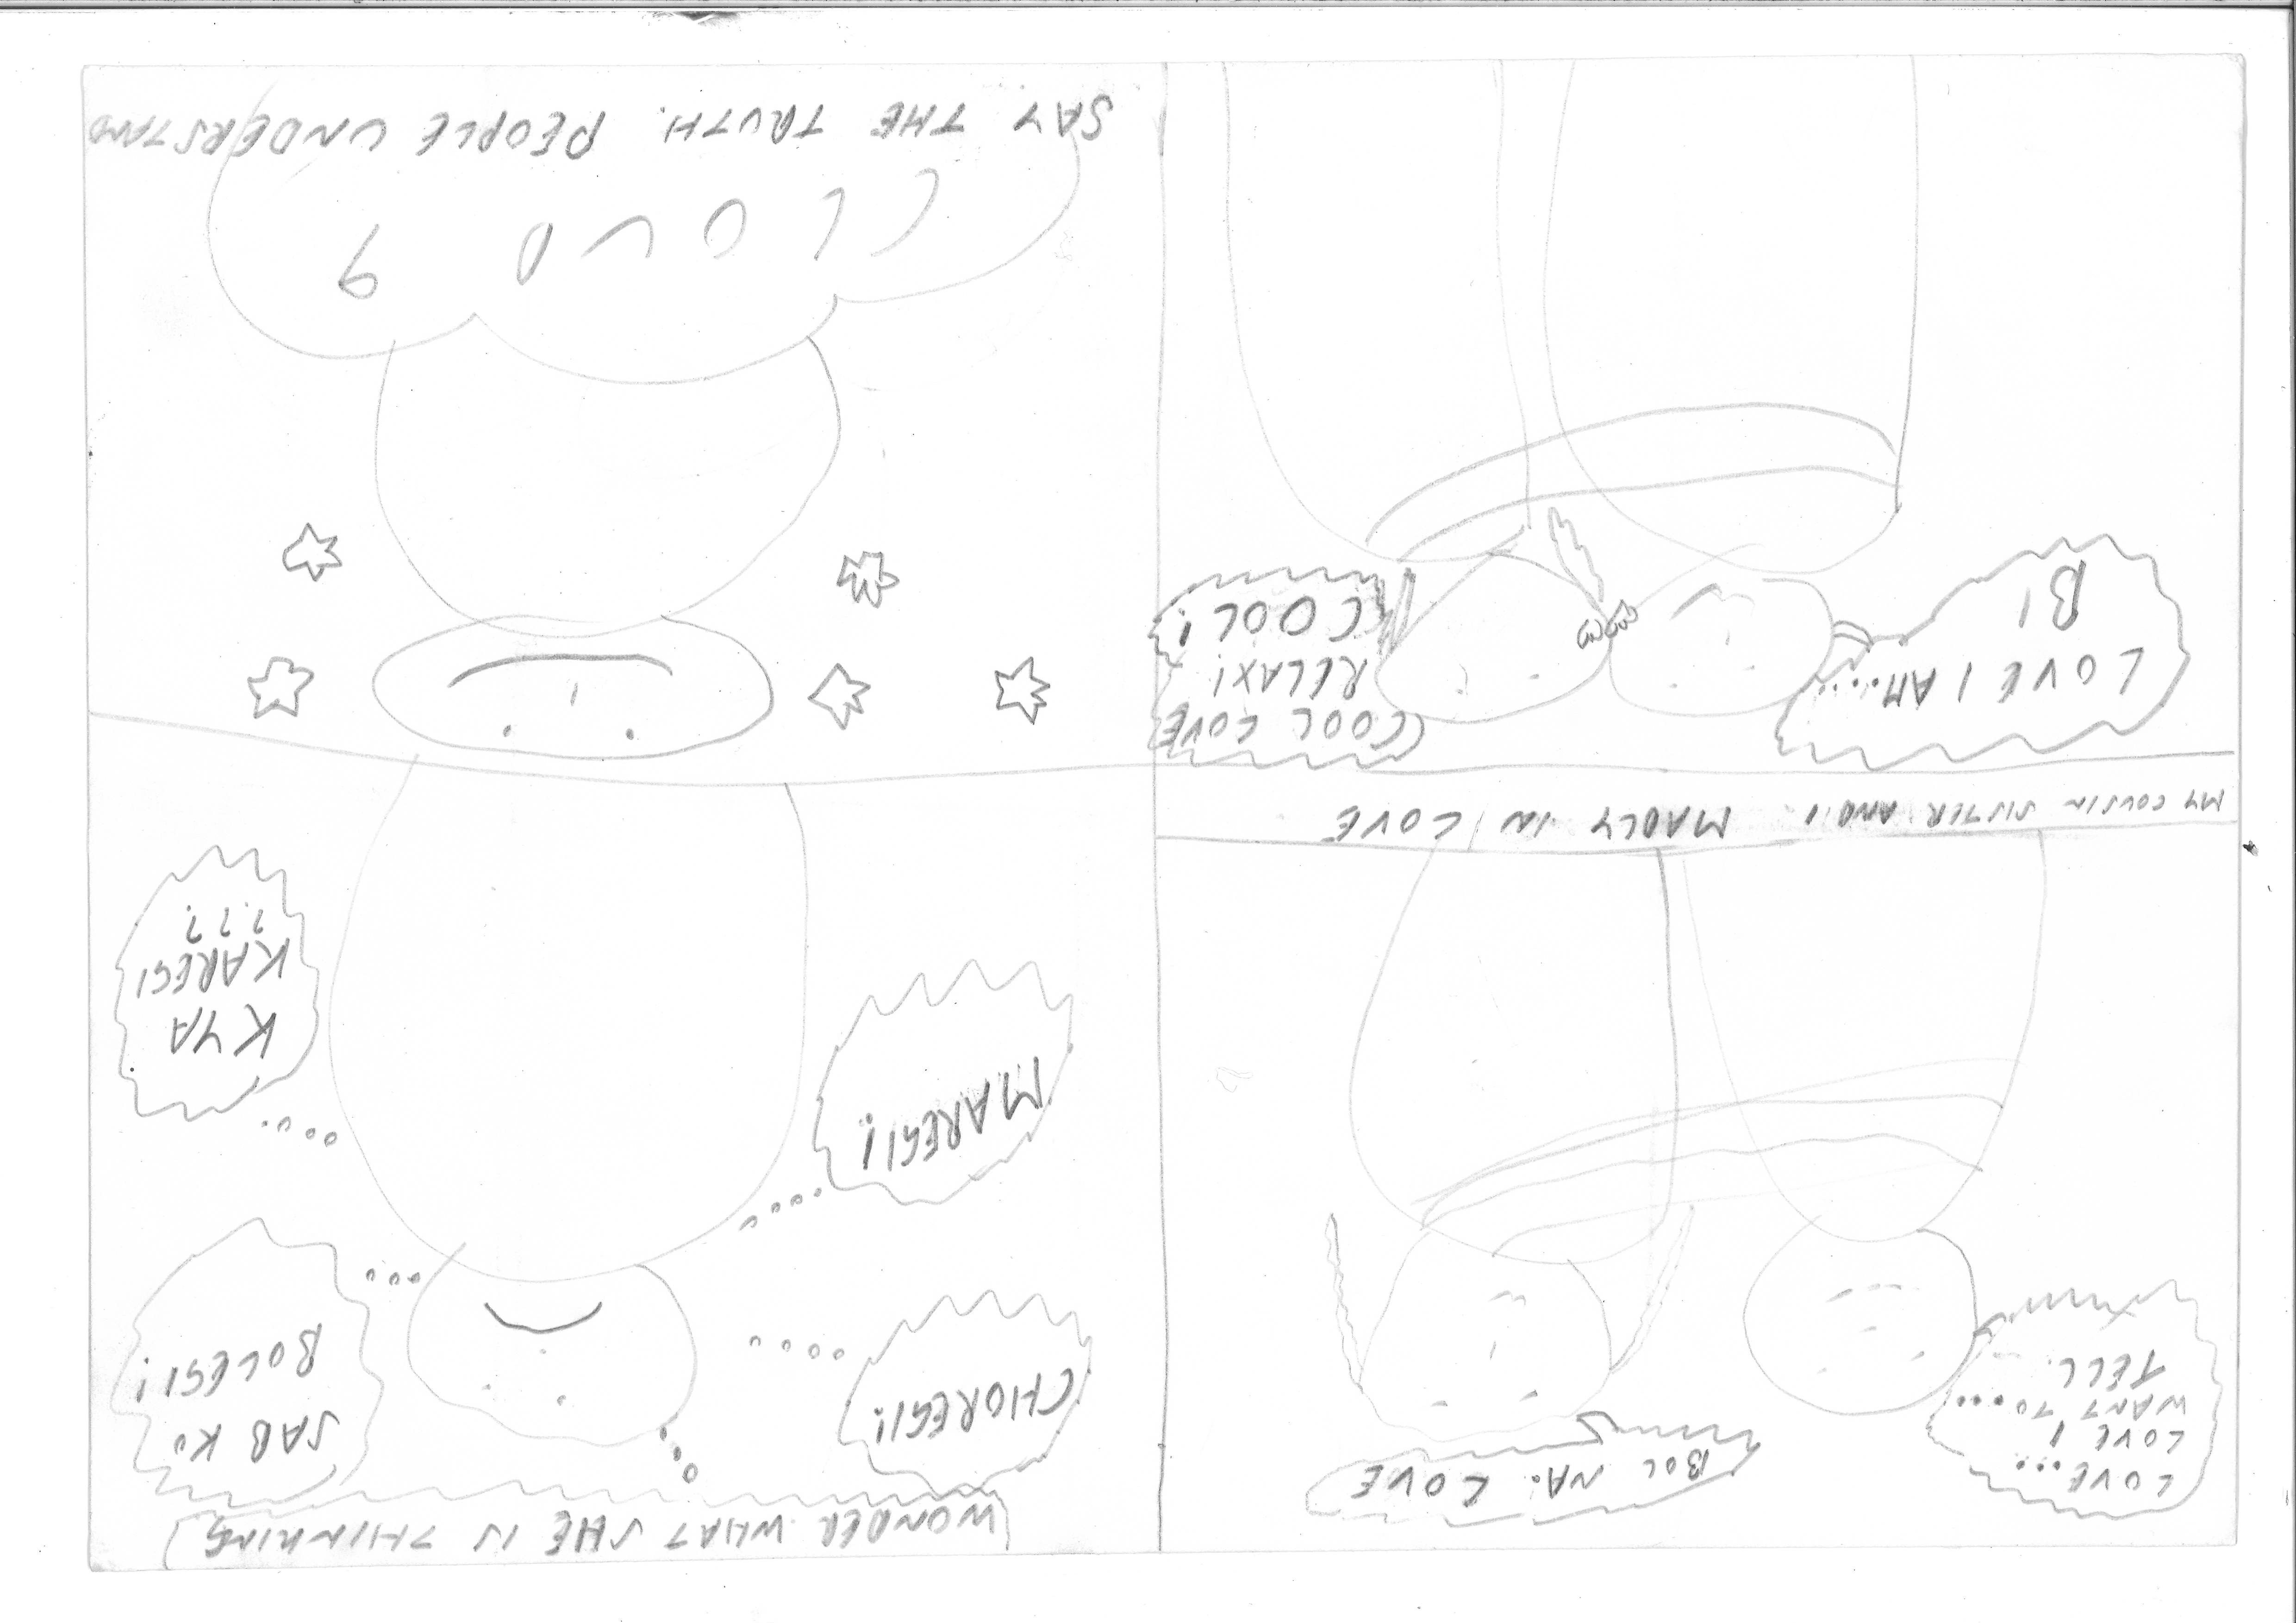 LOVE...
LOVE I
WANT TO....
TELL.
BOL NA. LOVE
WONDER WHAT SHE IS THINKING
CHOREGI!
SAB KO
BOLEGI!
MAREGI!
KYA
KAREGI
???
MY COUSIN SISTER AND I. MADLY IN LOVE
LOVE I AM.....
BI
COOL LOVE
RELAX!
COOL!
CLOUD 9
SAY THE TRUTH. PEOPLE UNDERSTAND